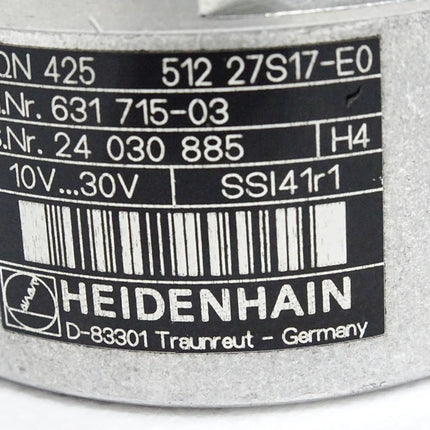 QN 425 512 27S17-E0
.Nr. 631 715-03
S.Nr. 24 030 885 H4
10V...30V SSI41r1
HEIDENHAIN
D-83301 Traunreut - Germany